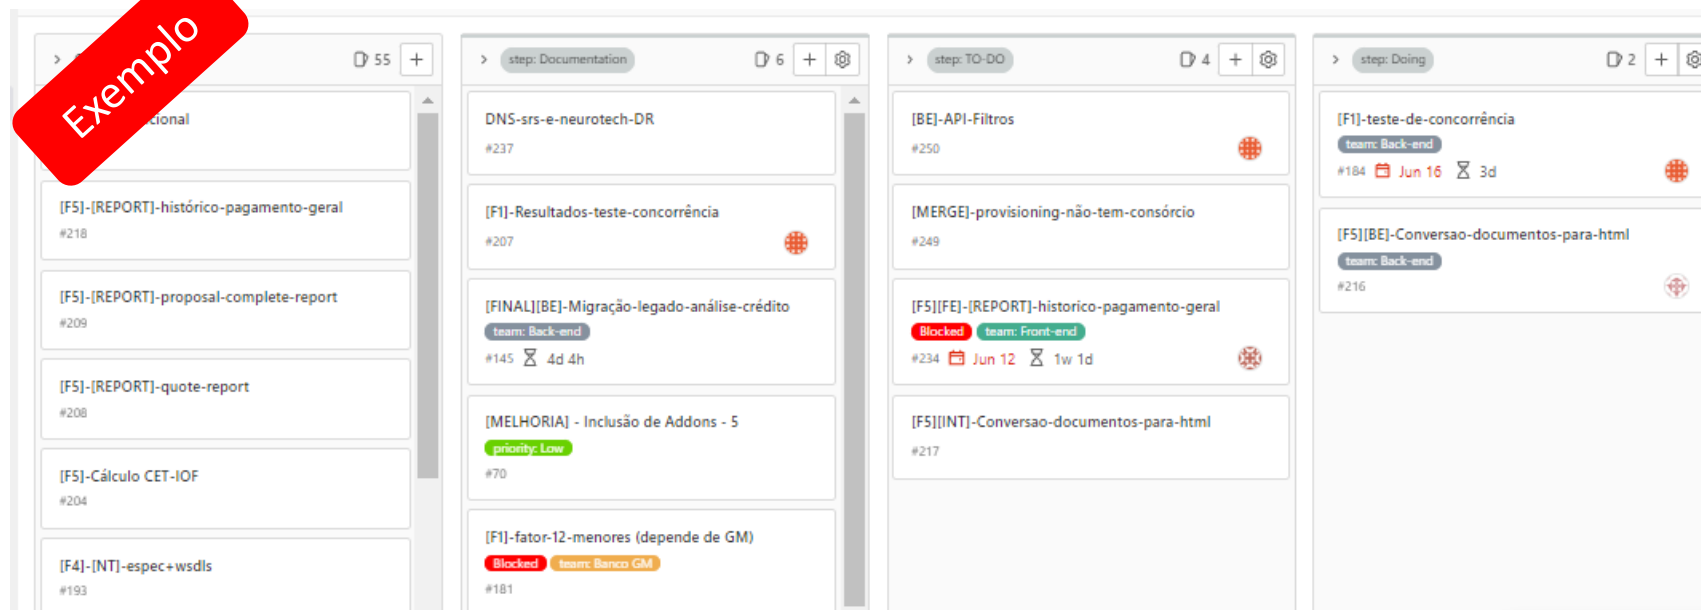 Exemplo
55
cional
[F5]-[REPORT]-histórico-pagamento-geral
#218
[F5]-[REPORT]-proposal-complete-report
#209
[F5]-[REPORT]-quote-report
#208
[F5]-Cálculo CET-IOF
#204
[F4]-[NT]-espec+wsdls
#193
step: Documentation
6
DNS-srs-e-neurotech-DR
#237
[F1]-Resultados-teste-concorrência
#207
[FINAL][BE]-Migração-legado-análise-crédito
team: Back-end
#145 4d 4h
[MELHORIA] - Inclusão de Addons - 5
priority: Low
#70
[F1]-fator-12-menores (depende de GM)
Blocked team: Banco GM
#181
step: TO-DO
4
[BE]-API-Filtros
#250
[MERGE]-provisioning-não-tem-consórcio
#249
[F5][FE]-[REPORT]-historico-pagamento-geral
Blocked team: Front-end
#234 Jun 12 1w 1d
[F5][INT]-Conversao-documentos-para-html
#217
step: Doing
2
[F1]-teste-de-concorrência
team: Back-end
#184 Jun 16 3d
[F5][BE]-Conversao-documentos-para-html
team: Back-end
#216